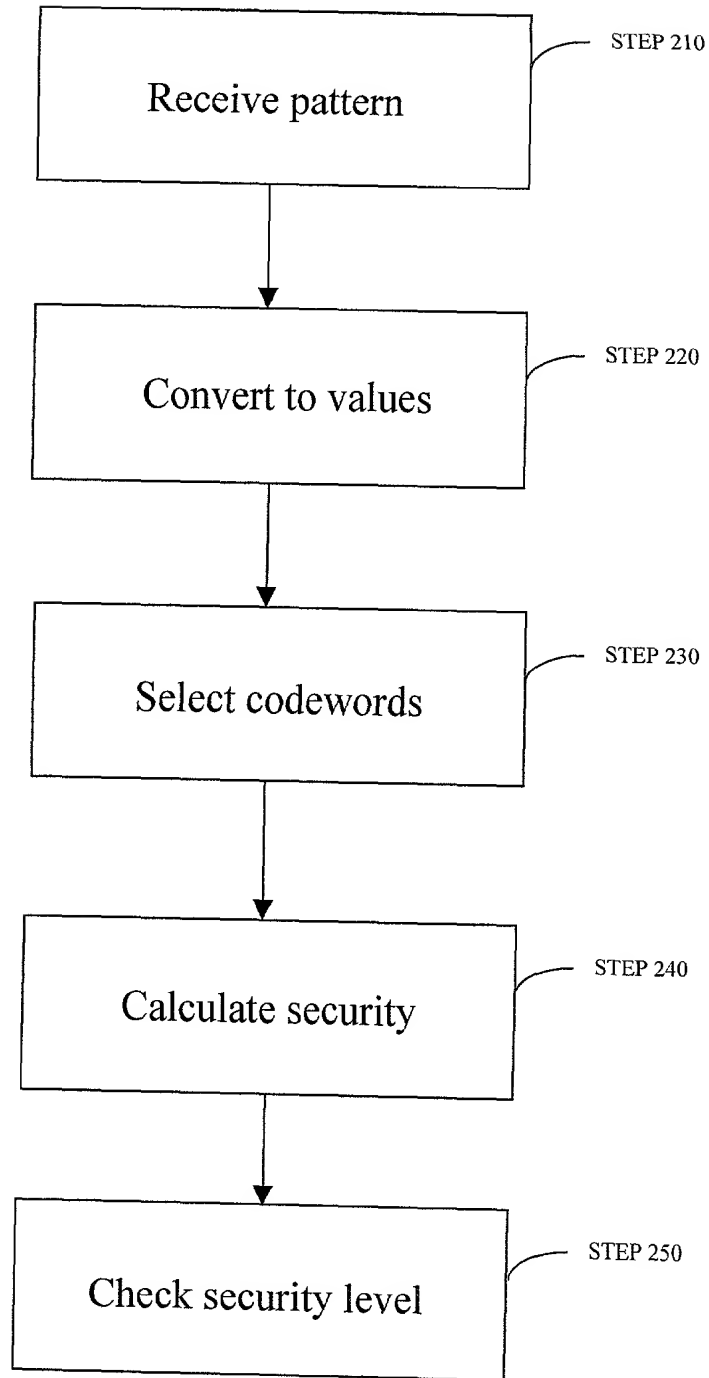 STEP 210
Receive pattern
STEP 220
Convert to values
STEP 230
Select codewords
STEP 240
Calculate security
STEP 250
Check security level